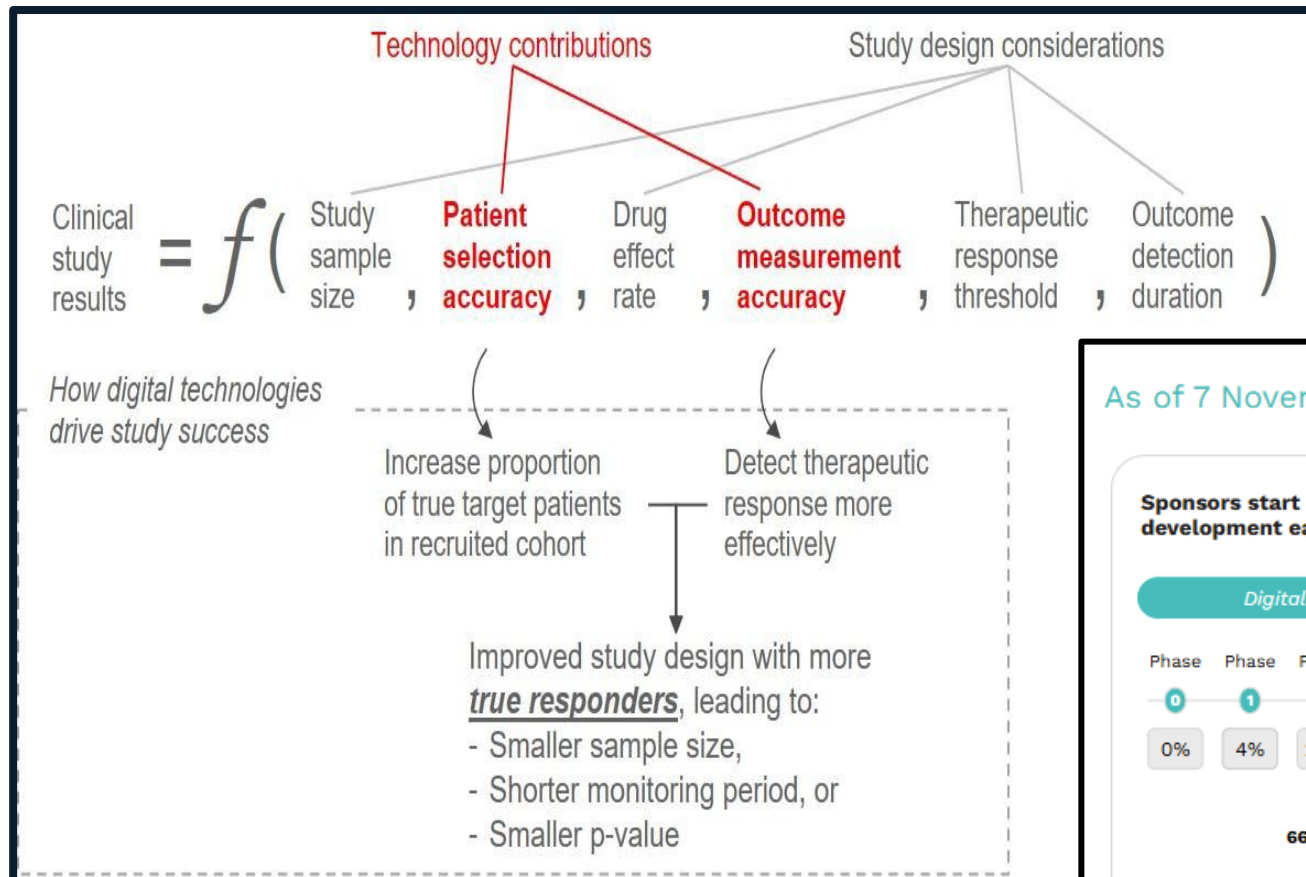 Technology contributions
Study design considerations
Clinical
study
results
=
f(
Study
sample
size
,
Patient
selection
accuracy
,
Drug
effect
rate
,
Outcome
measurement
accuracy
,
Therapeutic
response
threshold
,
Outcome
detection
duration
)
How digital technologies
drive study success
Increase proportion
of true target patients
in recruited cohort
Detect therapeutic
response more
effectively
Improved study design with more
true responders, leading to:
- Smaller sample size,
- Shorter monitoring period, or
- Smaller p-value
As of 7
Sponsors start
development
Digital
Phase Phase
0 1
0% 4%
66